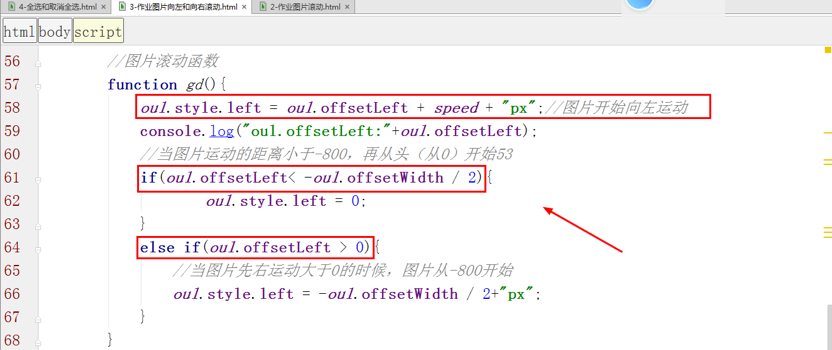 4-全选和取消全选.html × 3-作业图片向左和向右滚动.html × 2-作业图片滚动.html ×
html body script
56 //图片滚动函数
57 function gd(){
58 oul.style.left = oul.offsetLeft + speed + "px";//图片开始向左运动
59 console.log("oul.offsetLeft:"+oul.offsetLeft);
60 //当图片运动的距离小于-800，再从头（从0）开始53
61 if(oul.offsetLeft< -oul.offsetWidth / 2){
62 oul.style.left = 0;
63 }
64 else if(oul.offsetLeft > 0){
65 //当图片先右运动大于0的时候，图片从-800开始
66 oul.style.left = -oul.offsetWidth / 2+"px";
67 }
68 }